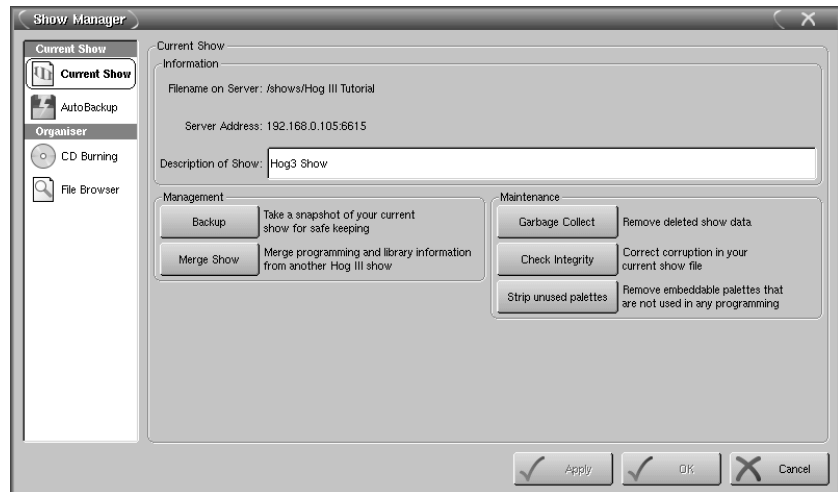 Show Manager
Current Show
Current Show
AutoBackup
Organiser
CD Burning
File Browser
Current Show
Information
Filename on Server: /shows/Hog III Tutorial
Server Address: 192.168.0.105:6615
Description of Show: Hog3 Show
Management
Backup
Take a snapshot of your current
show for safe keeping
Merge Show
Merge programming and library information
from another Hog III show
Maintenance
Garbage Collect
Remove deleted show data
Check Integrity
Correct corruption in your
current show file
Strip unused palettes
Remove embeddable palettes that
are not used in any programming
Apply
OK
Cancel